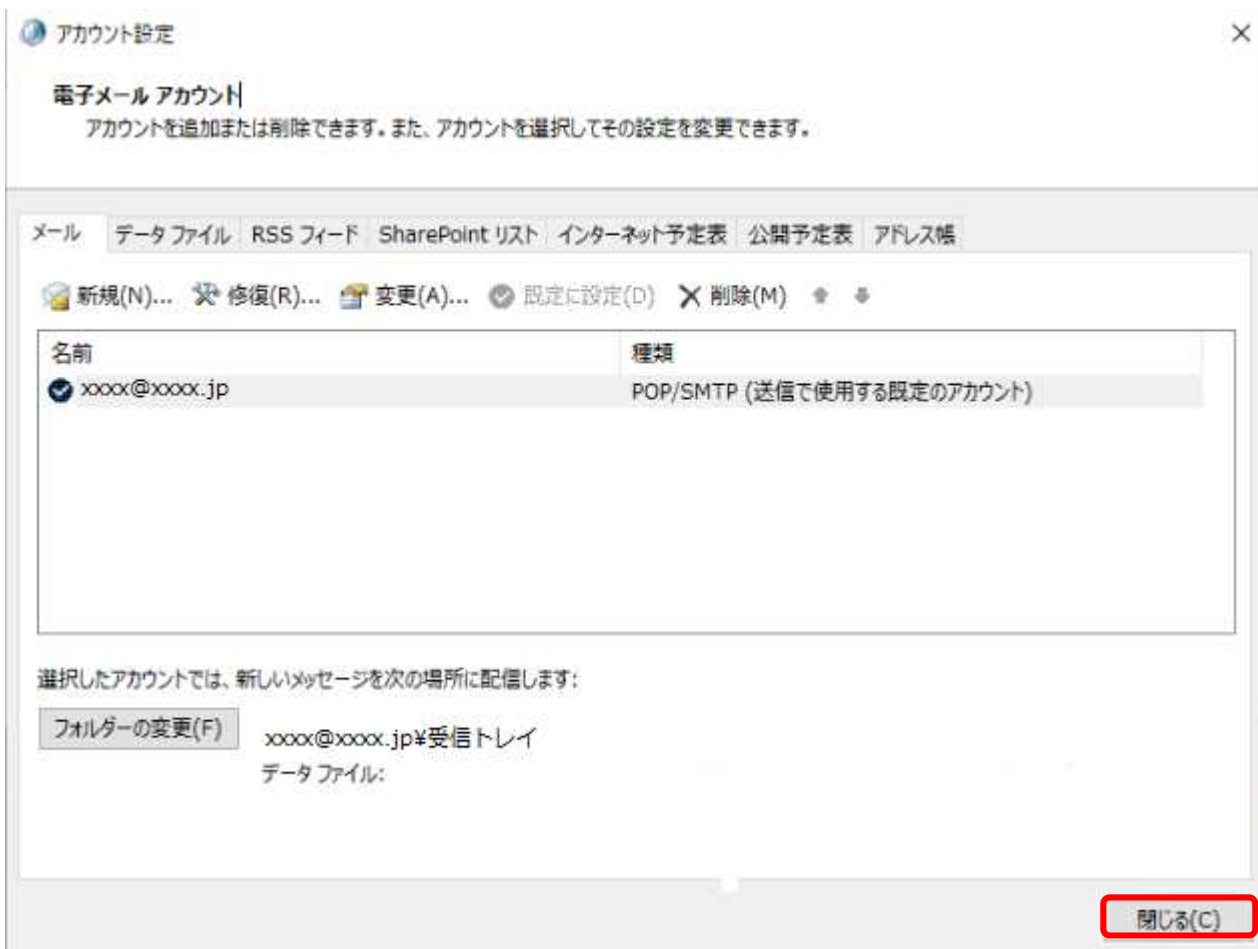 アカウント設定
電子メール アカウント
アカウントを追加または削除できます。また、アカウントを選択してその設定を変更できます。
メール データ ファイル RSS フィード SharePoint リスト インターネット予定表 公開予定表 アドレス帳
新規(N)... 修復(R)... 変更(A)... 既定に設定(D) 削除(M)
名前 種類
xxxx@xxxx.jp POP/SMTP (送信で使用する既定のアカウント)
選択したアカウントでは、新しいメッセージを次の場所に配信します:
フォルダーの変更(F) xxxx@xxxx.jp¥受信トレイ
データ ファイル:
閉じる(C)